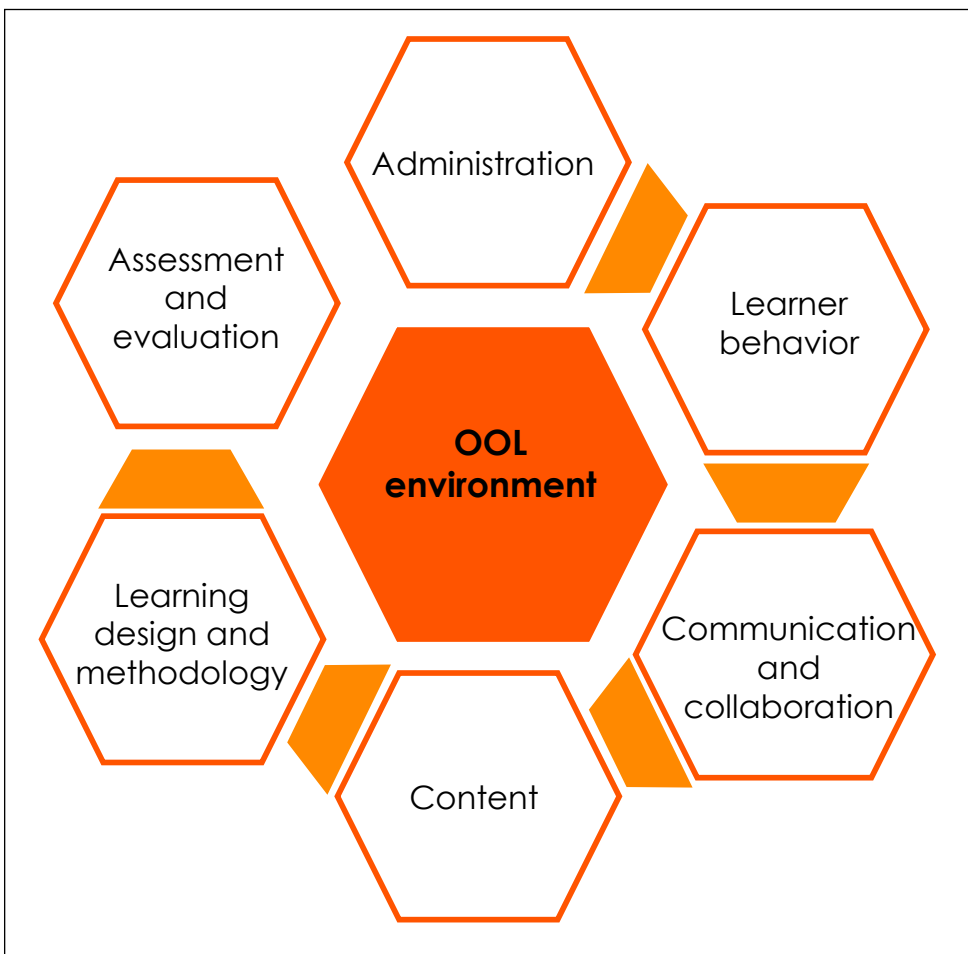 Administration
Assessment
and
evaluation
Learner
behavior
OOL
environment
Learning
design and
methodology
Communication
and
collaboration
Content